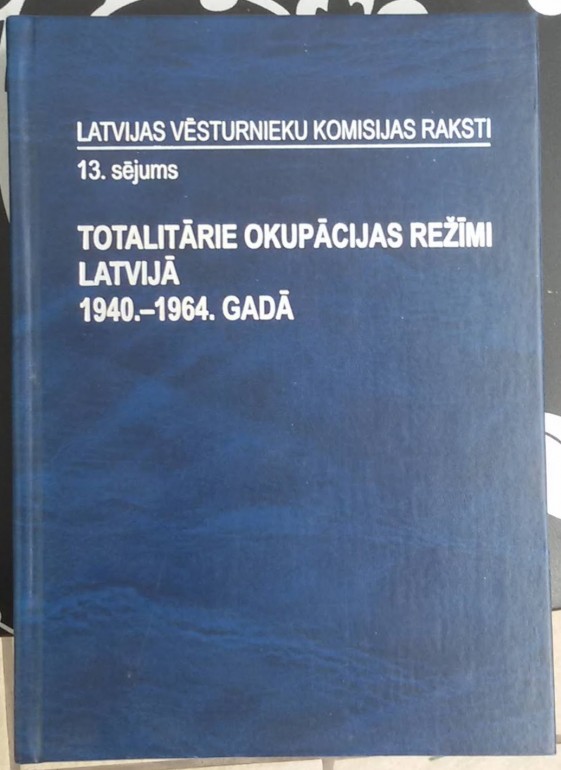 LATVIJAS VĒSTURNIEKU KOMISIJAS RAKSTI
13. sējums
TOTALITĀRIE OKUPĀCIJAS REŽĪMI
LATVIJĀ
1940.–1964. GADĀ